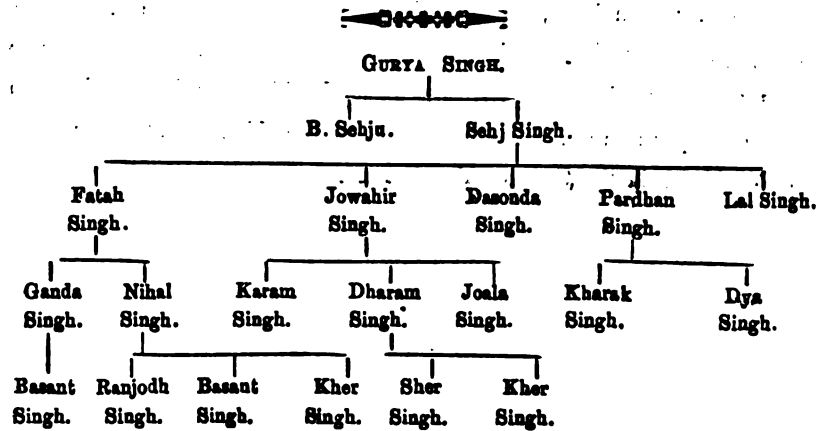 GURYA SINGH.
B. Sehju. Sehj Singh.
Fatah Jowahir Dasonda Pardhan Lal Singh.
Singh. Singh. Singh. Singh.
Ganda Nihal Karam Dharam Joala Kharak Dya
Singh. Singh. Singh. Singh. Singh. Singh. Singh.
Basant Ranjodh Basant Kher Sher Kher
Singh. Singh. Singh. Singh. Singh. Singh.